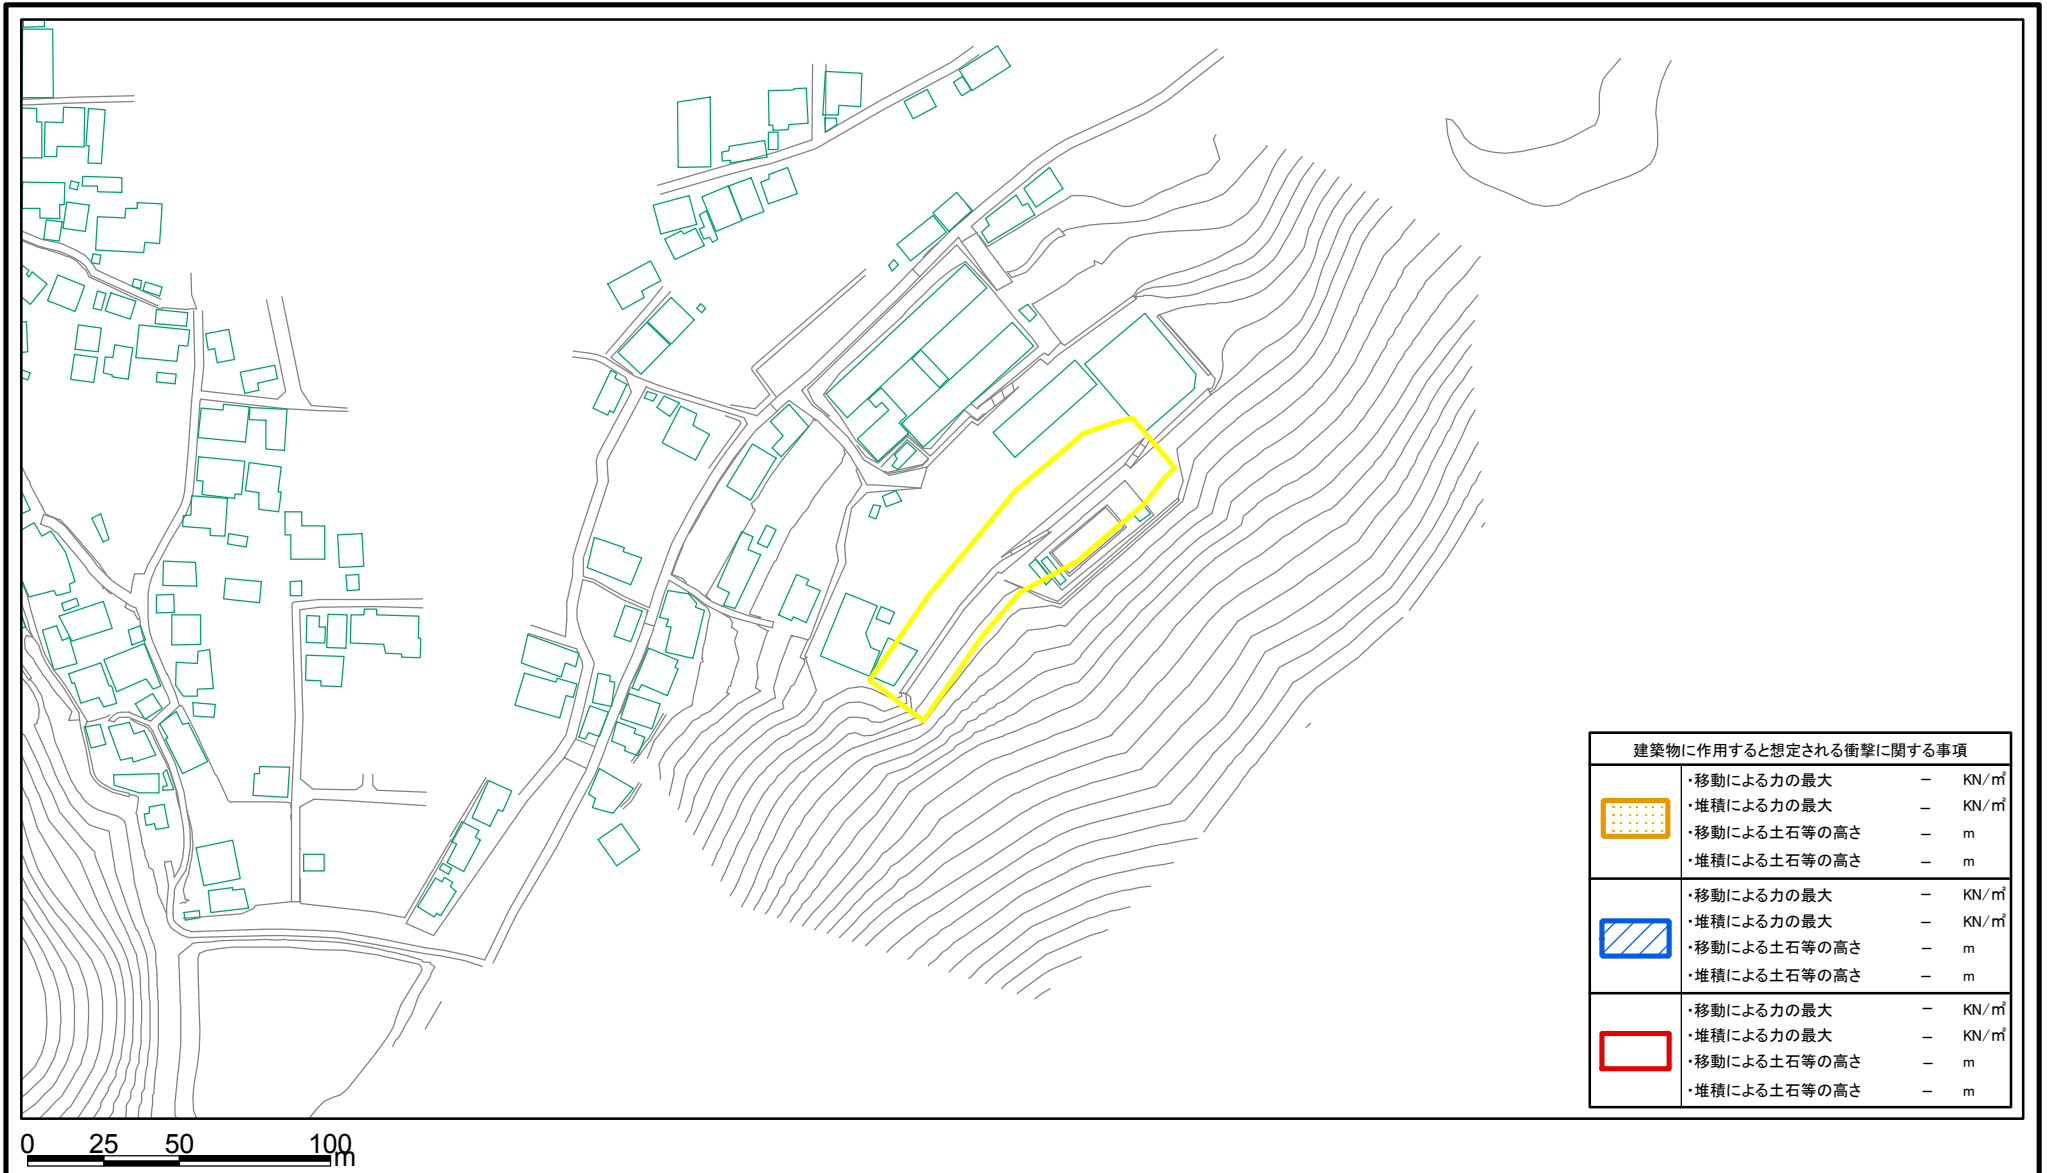 建築物に作用すると想定される衝撃に関する事項
・移動による力の最大 － KN/㎡
・堆積による力の最大 － KN/㎡
・移動による土石等の高さ － m
・堆積による土石等の高さ － m
・移動による力の最大 － KN/㎡
・堆積による力の最大 － KN/㎡
・移動による土石等の高さ － m
・堆積による土石等の高さ － m
・移動による力の最大 － KN/㎡
・堆積による力の最大 － KN/㎡
・移動による土石等の高さ － m
・堆積による土石等の高さ － m
0 25 50 100 m